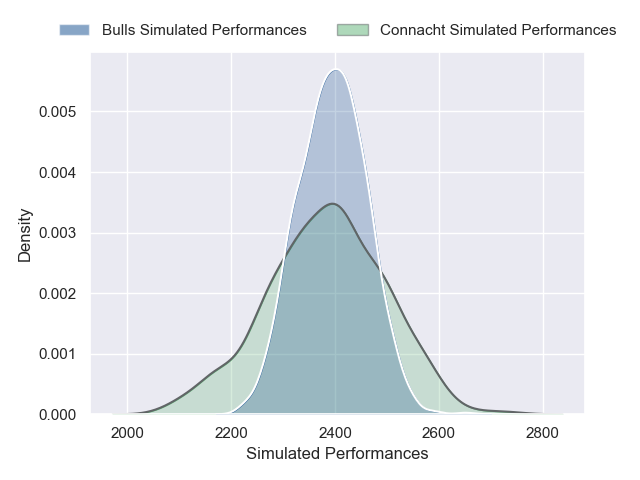 Bulls Simulated Performances Connacht Simulated Performances
0.005
0.004
0.003
0.002
0.001
0.000
Density
2000 2200 2400 2600 2800
Simulated Performances